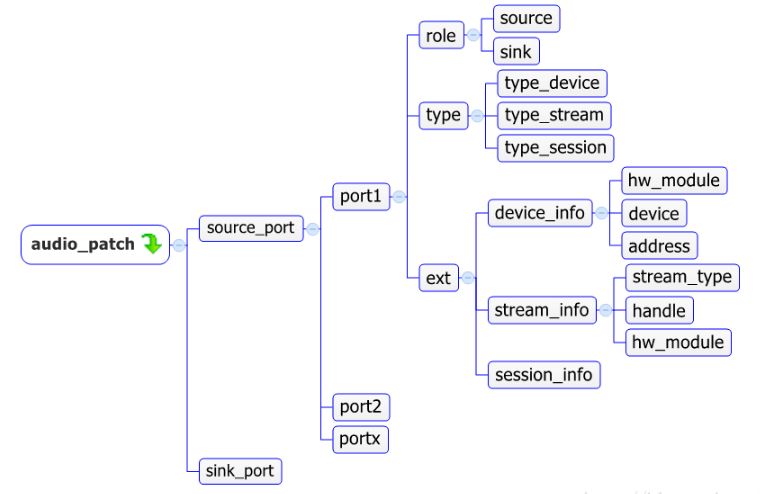 audio_patch
source_port
port1
role
source
sink
type
type_device
type_stream
type_session
ext
device_info
hw_module
device
address
stream_info
stream_type
handle
hw_module
session_info
port2
portx
sink_port